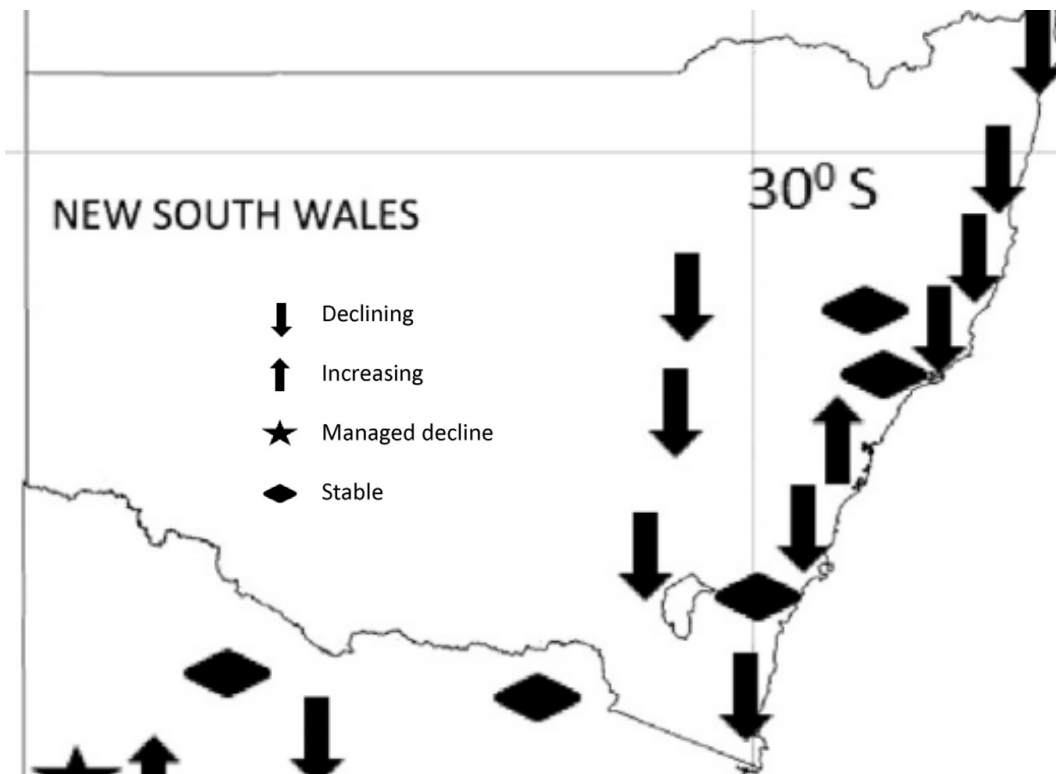 30⁰ S
NEW SOUTH WALES
Declining
Increasing
Managed decline
Stable